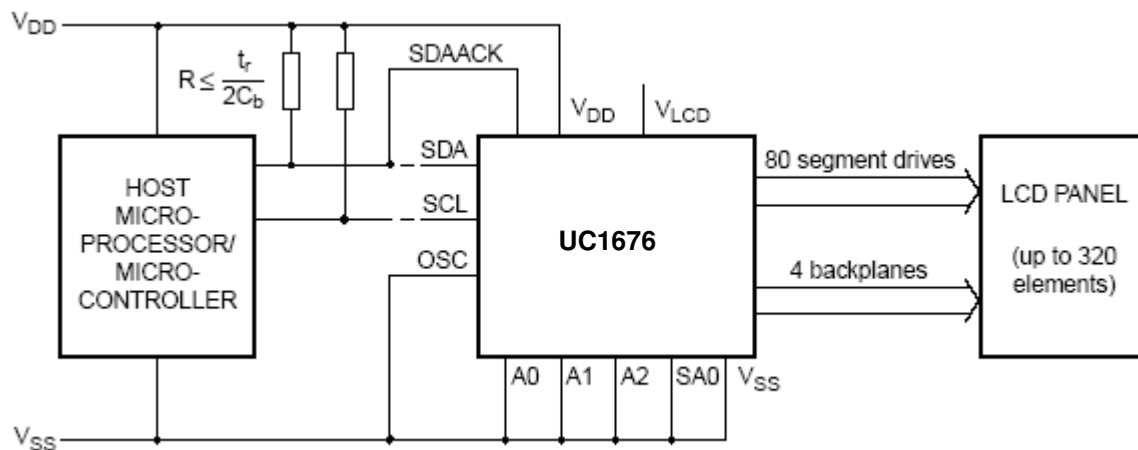 VDD
SDAACK
R ≤ tr
2Cb
VDD
VLCD
HOST
MICRO-
PROCESSOR/
MICRO-
CONTROLLER
SDA
SCL
OSC
UC1676
80 segment drives
4 backplanes
LCD PANEL
(up to 320
elements)
A0
A1
A2
SA0
VSS
VSS